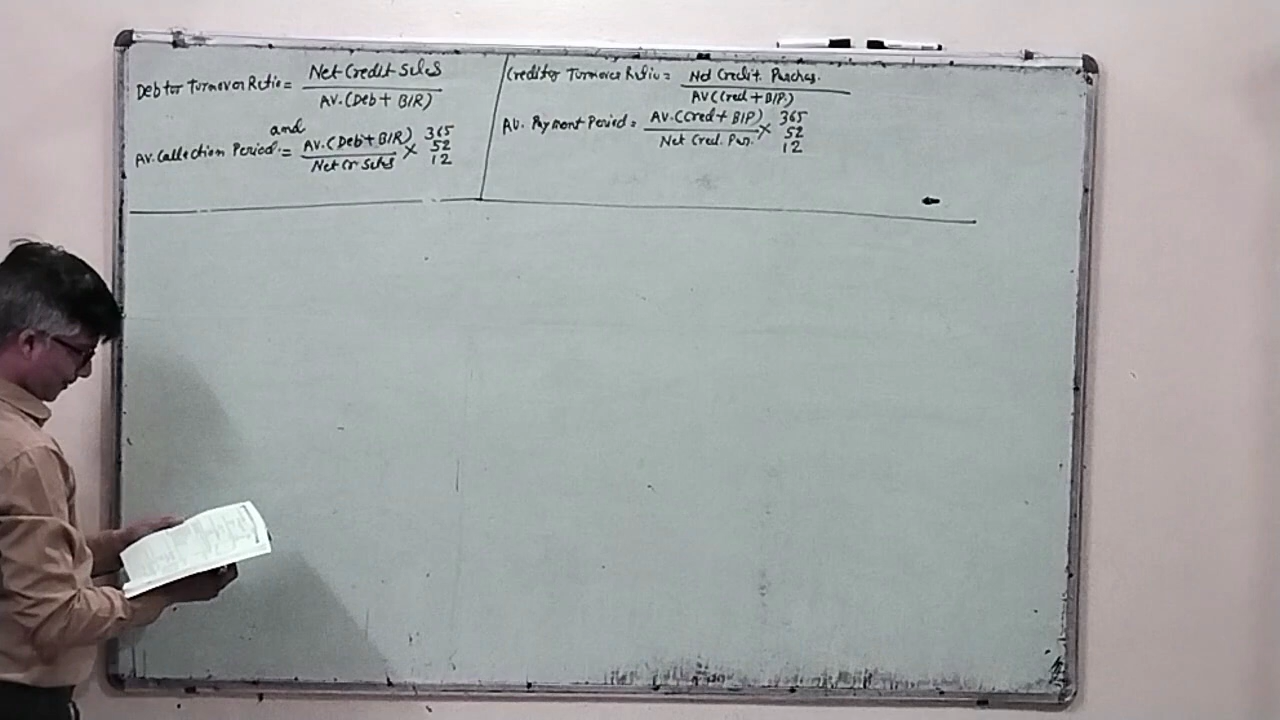 Debtor Turnover Ratio = Net Credit Sales / AV.(Deb + B/R)
and
AV. Collection Period = AV.(Deb + B/R) / Net Cr Sales × 365 52 12
Creditor Turnover Ratio = Net Credit. Purchas. / AV(Cred + B/P.)
AV. Payment Period = AV.(Cred + B/P) / Net Cred. Pur. × 365 52 12